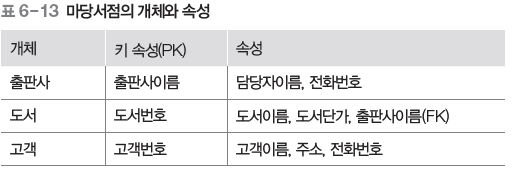 표 6-13 마당서점의 개체와 속성
개체 키 속성(PK) 속성
출판사 출판사이름 담당자이름, 전화번호
도서 도서번호 도서이름, 도서단가, 출판사이름(FK)
고객 고객번호 고객이름, 주소, 전화번호